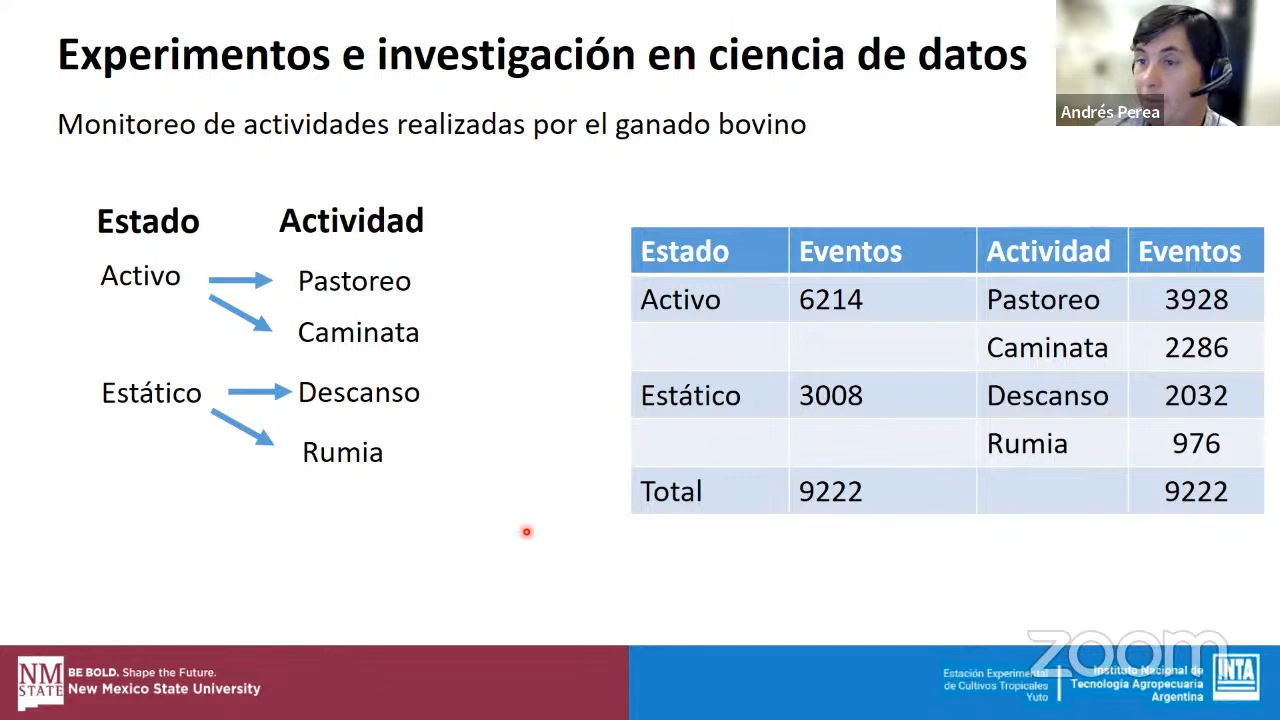 Experimentos e investigación en ciencia de datos
Andrés Perea
Monitoreo de actividades realizadas por el ganado bovino
Estado Actividad
Activo Pastoreo
Caminata
Estático Descanso
Rumia
Estado Eventos Actividad Eventos
Activo 6214 Pastoreo 3928
Caminata 2286
Estático 3008 Descanso 2032
Rumia 976
Total 9222 9222
zoom
NM
STATE
BE BOLD. Shape the Future.
New Mexico State University
Estación Experimental
de Cultivos Tropicales
Yuto
Instituto Nacional de
Tecnología Agropecuaria
Argentina
INTA